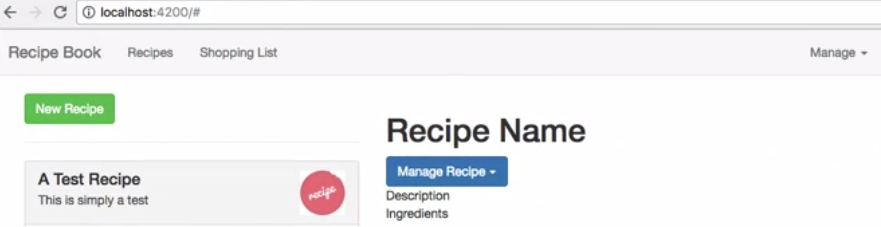 localhost:4200/#
Recipe Book Recipes Shopping List Manage
New Recipe
Recipe Name
A Test Recipe
This is simply a test
recipe
Manage Recipe
Description
Ingredients